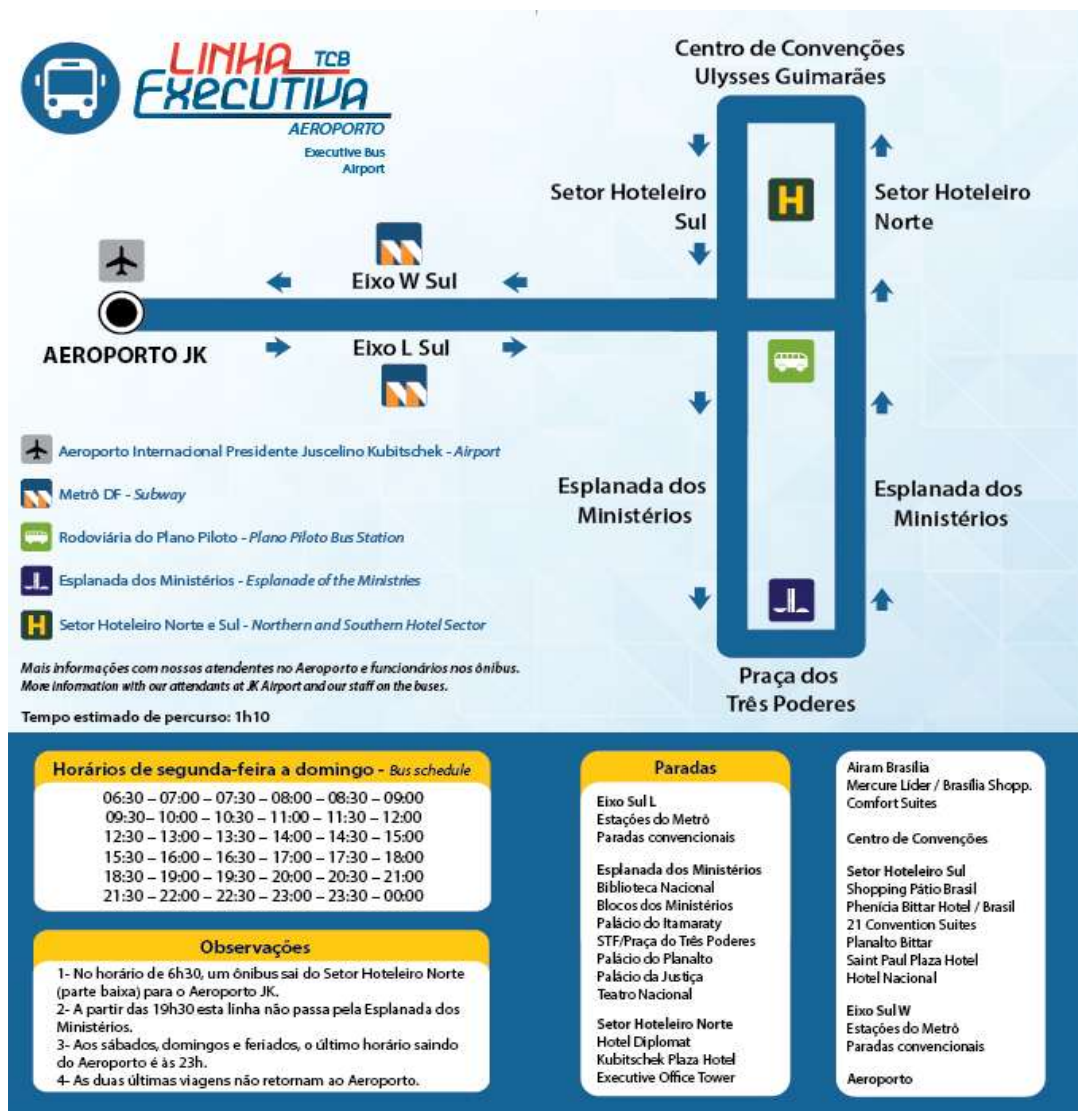 LINHA TCB
EXECUTIVA
AEROPORTO
Executive Bus
Airport
Centro de Convenções
Ulysses Guimarães
Setor Hoteleiro
Sul
H
Setor Hoteleiro
Norte
Eixo W Sul
AEROPORTO JK
Eixo L Sul
Esplanada dos
Ministérios
Esplanada dos
Ministérios
Praça dos
Três Poderes
Aeroporto Internacional Presidente Juscelino Kubitschek - Airport
Metrô DF - Subway
Rodoviária do Plano Piloto - Plano Piloto Bus Station
Esplanada dos Ministérios - Esplanade of the Ministries
H Setor Hoteleiro Norte e Sul - Northern and Southern Hotel Sector
Mais informações com nossos atendentes no Aeroporto e funcionários nos ônibus.
More information with our attendants at JK Airport and our staff on the buses.
Tempo estimado de percurso: 1h10
Horários de segunda-feira a domingo - Bus schedule
06:30 – 07:00 – 07:30 – 08:00 – 08:30 – 09:00
09:30– 10:00 – 10:30 – 11:00 – 11:30 – 12:00
12:30 – 13:00 – 13:30 – 14:00 – 14:30 – 15:00
15:30 – 16:00 – 16:30 – 17:00 – 17:30 – 18:00
18:30 – 19:00 – 19:30 – 20:00 – 20:30 – 21:00
21:30 – 22:00 – 22:30 – 23:00 – 23:30 – 00:00
Observações
1- No horário de 6h30, um ônibus sai do Setor Hoteleiro Norte
(parte baixa) para o Aeroporto JK.
2- A partir das 19h30 esta linha não passa pela Esplanada dos
Ministérios.
3- Aos sábados, domingos e feriados, o último horário saindo
do Aeroporto é às 23h.
4- As duas últimas viagens não retornam ao Aeroporto.
Paradas
Eixo Sul L
Estações do Metrô
Paradas convencionais
Esplanada dos Ministérios
Biblioteca Nacional
Blocos dos Ministérios
Palácio do Itamaraty
STF/Praça do Três Poderes
Palácio do Planalto
Palácio da Justiça
Teatro Nacional
Setor Hoteleiro Norte
Hotel Diplomat
Kubitschek Plaza Hotel
Executive Office Tower
Airam Brasília
Mercure Líder / Brasília Shopp.
Comfort Suites
Centro de Convenções
Setor Hoteleiro Sul
Shopping Pátio Brasil
Phenícia Bittar Hotel / Brasil
21 Convention Suites
Planalto Bittar
Saint Paul Plaza Hotel
Hotel Nacional
Eixo Sul W
Estações do Metrô
Paradas convencionais
Aeroporto